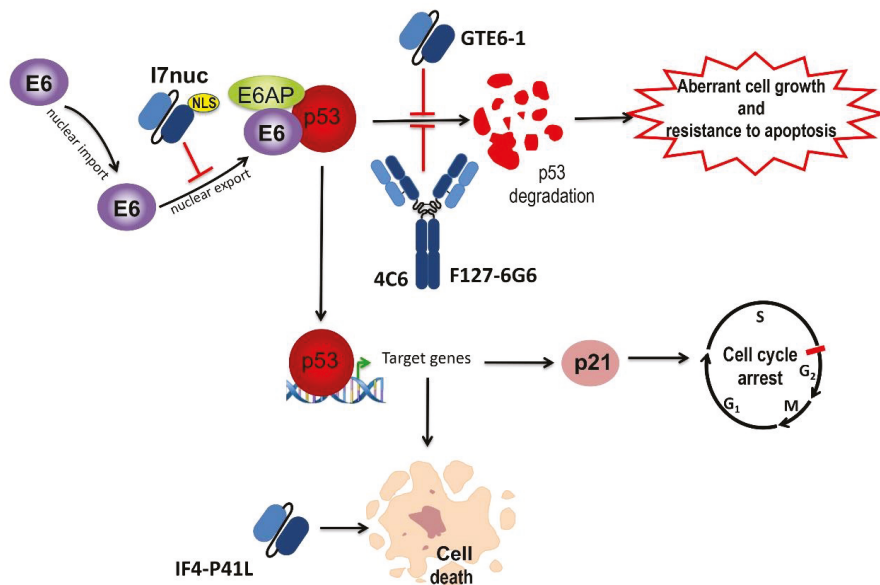 E6
nuclear import
E6
I7nuc
NLS
nuclear export
E6AP
E6
p53
GTE6-1
4C6
F127-6G6
p53
degradation
Aberrant cell growth
and
resistance to apoptosis
p53
Target genes
p21
S
Cell cycle
arrest
G2
M
G1
IF4-P41L
Cell
death